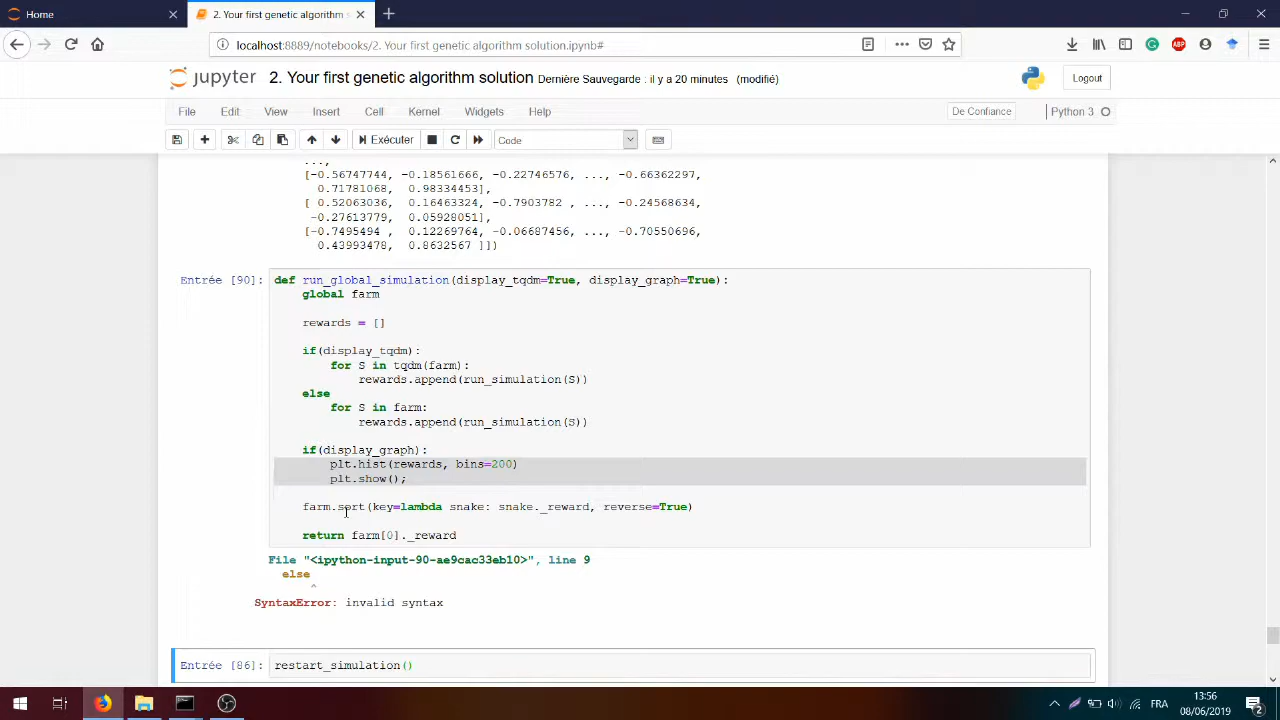 Home
2. Your first genetic algorithm s
localhost:8889/notebooks/2. Your first genetic algorithm solution.ipynb#
ABP
jupyter 2. Your first genetic algorithm solution Dernière Sauvegarde : il y a 20 minutes (modifié)
Logout
File Edit View Insert Cell Kernel Widgets Help
De Confiance
Python 3
Exécuter
Code
...,
[-0.56747744, -0.18561666, -0.22746576, ..., -0.66362297,
0.71781068, 0.98334453],
[ 0.52063036, 0.16463324, -0.7903782 , ..., -0.24568634,
-0.27613779, 0.05928051],
[-0.7495494 , 0.12269764, -0.06687456, ..., -0.70550696,
0.43993478, 0.8632567 ]])
Entrée [90]: def run_global_simulation(display_tqdm=True, display_graph=True):
global farm
rewards = []
if(display_tqdm):
for S in tqdm(farm):
rewards.append(run_simulation(S))
else
for S in farm:
rewards.append(run_simulation(S))
if(display_graph):
plt.hist(rewards, bins=200)
plt.show();
farm.sort(key=lambda snake: snake._reward, reverse=True)
return farm[0]._reward
File "<ipython-input-90-ae9cac33eb10>", line 9
else
^
SyntaxError: invalid syntax
Entrée [86]: restart_simulation()
FRA
13:56
08/06/2019
2